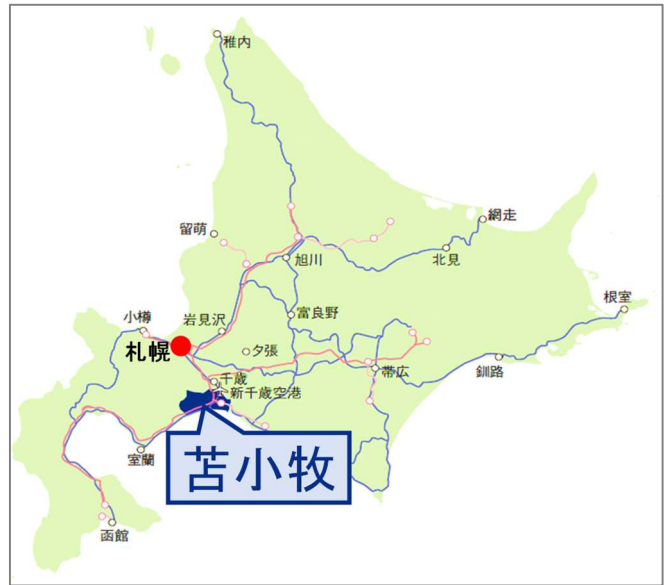 稚内
網走
留萌
北見
旭川
根室
小樽
岩見沢
富良野
札幌
夕張
帯広
釧路
千歳
新千歳空港
苫小牧
室蘭
函館